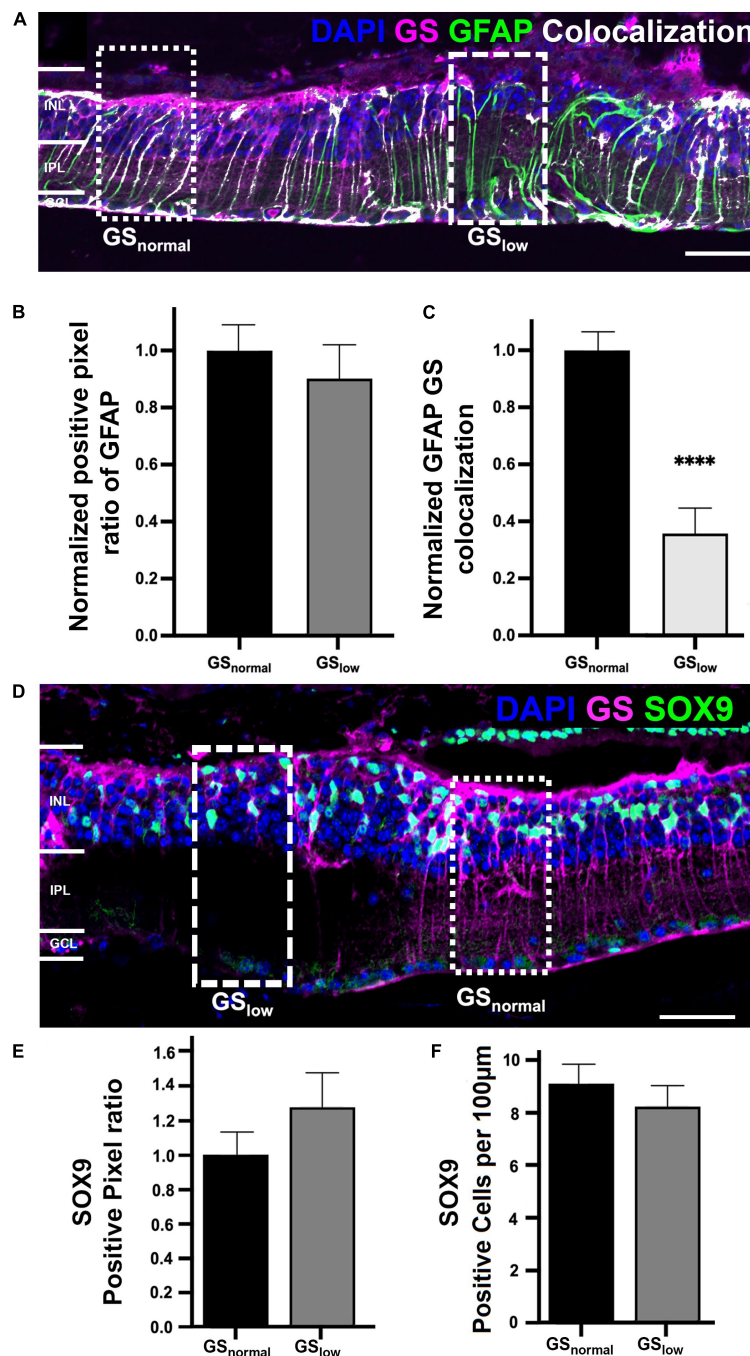 A
DAPI GS GFAP Colocalization
INL
IPL
GCL
GSnormal
GSlow
B
Normalized positive pixel
ratio of GFAP
1.0
0.8
0.6
0.4
0.2
0.0
GSnormal
GSlow
C
Normalized GFAP GS
colocalization
1.0
0.8
0.6
0.4
0.2
0.0
****
GSnormal
GSlow
D
DAPI GS SOX9
INL
IPL
GCL
GSlow
GSnormal
E
SOX9
Positive Pixel ratio
1.6
1.4
1.2
1.0
0.8
0.6
0.4
0.2
0.0
GSnormal
GSlow
F
SOX9
Positive Cells per 100µm
10
8
6
4
2
0
GSnormal
GSlow